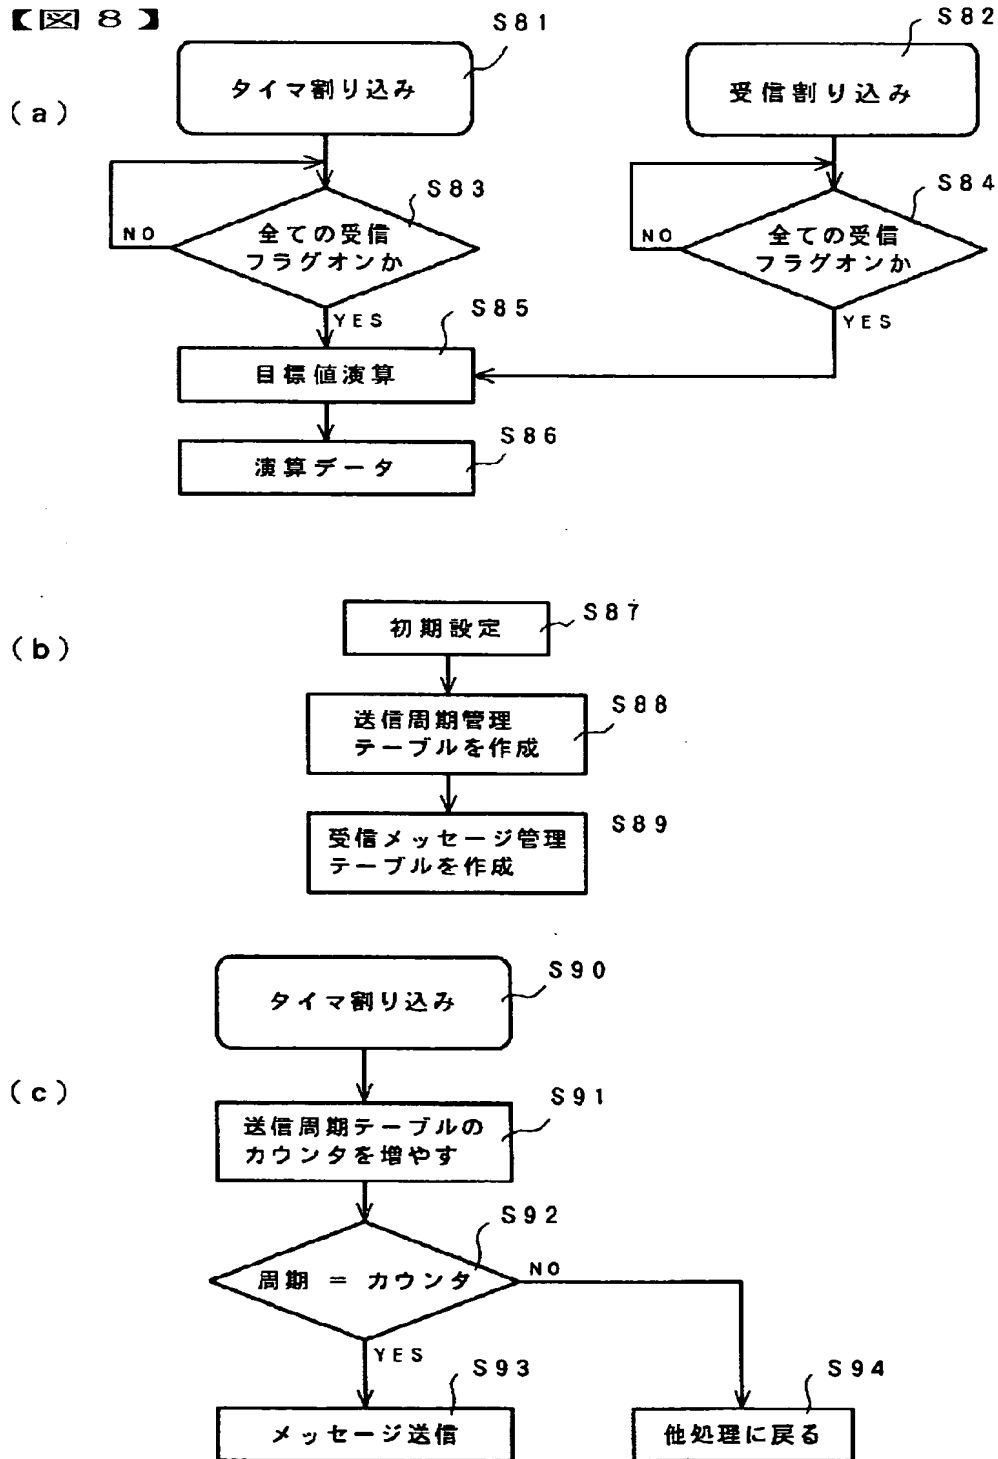 【図８】
S81
S82
(a)
タイマ割り込み
受信割り込み
S83
S84
全ての受信
フラグオンか
NO
全ての受信
フラグオンか
NO
YES
YES
S85
目標値演算
S86
演算データ
(b)
S87
初期設定
S88
送信周期管理
テーブルを作成
S89
受信メッセージ管理
テーブルを作成
S90
タイマ割り込み
(c)
S91
送信周期テーブルの
カウンタを増やす
S92
周期 = カウンタ
NO
YES
S93
S94
メッセージ送信
他処理に戻る